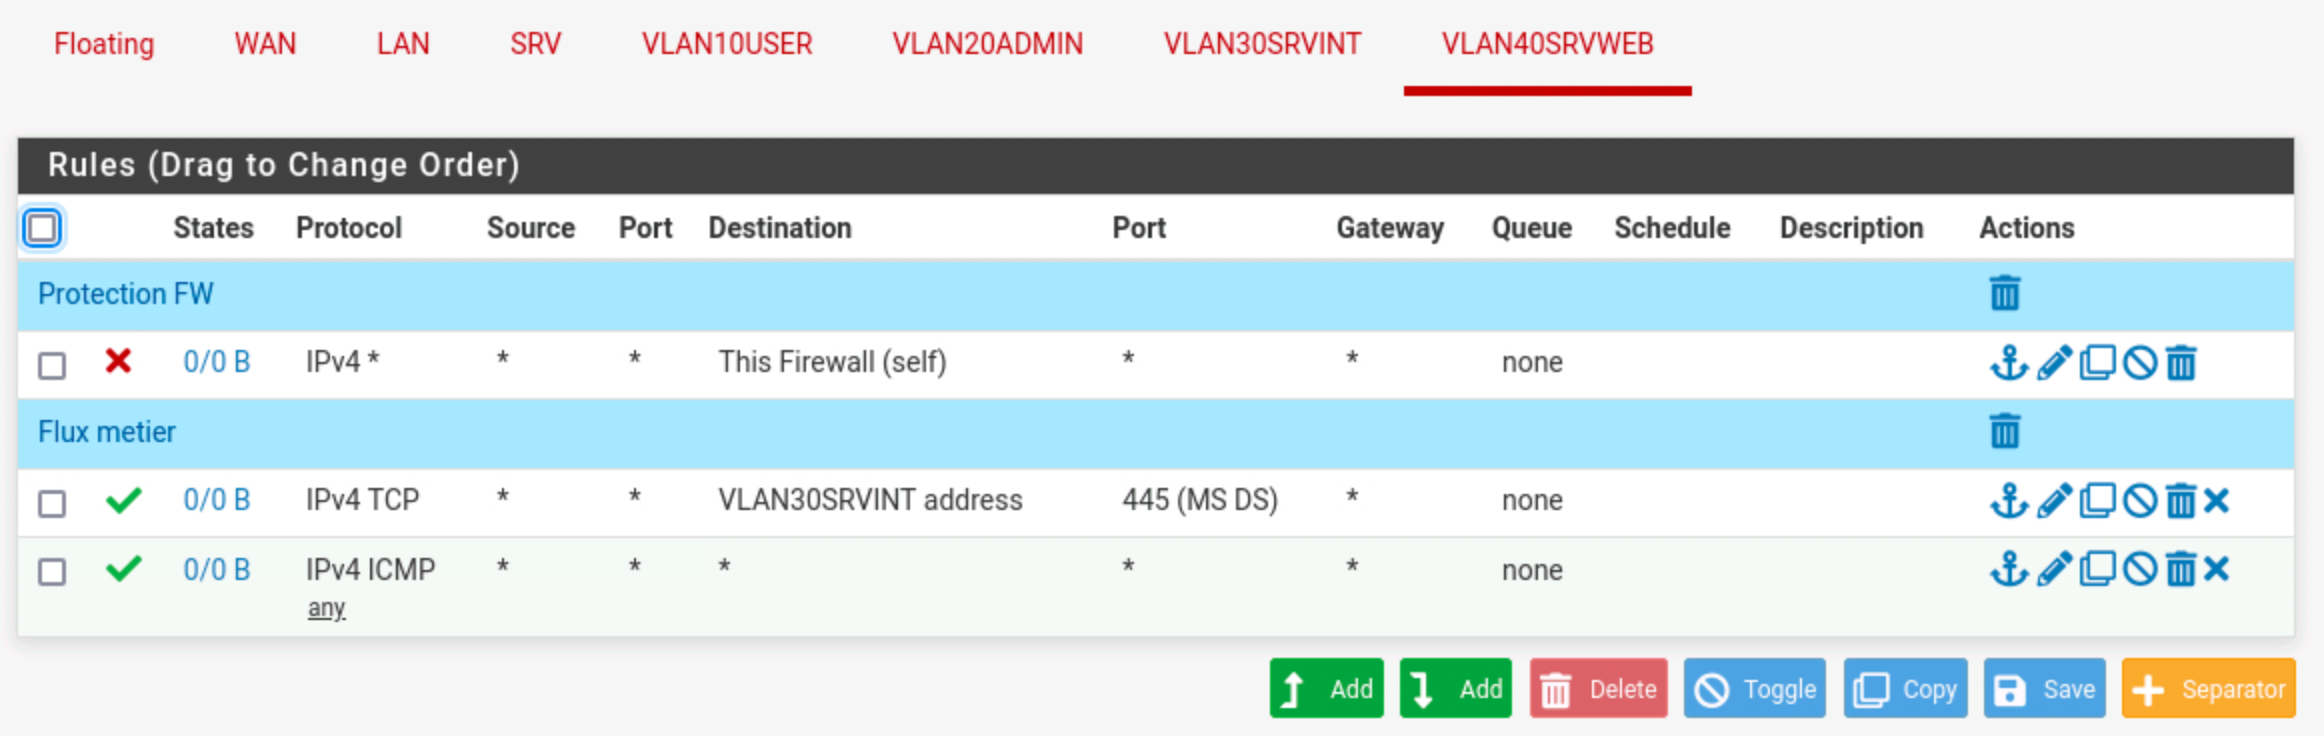 Floating WAN LAN SRV VLAN10USER VLAN20ADMIN VLAN30SRVINT VLAN40SRVWEB
Rules (Drag to Change Order)
States Protocol Source Port Destination Port Gateway Queue Schedule Description Actions
Protection FW
0/0 B IPv4 * * * This Firewall (self) * * none
Flux metier
0/0 B IPv4 TCP * * VLAN30SRVINT address 445 (MS DS) * none
0/0 B IPv4 ICMP * * * * * none
any
Add Add Delete Toggle Copy Save Separator